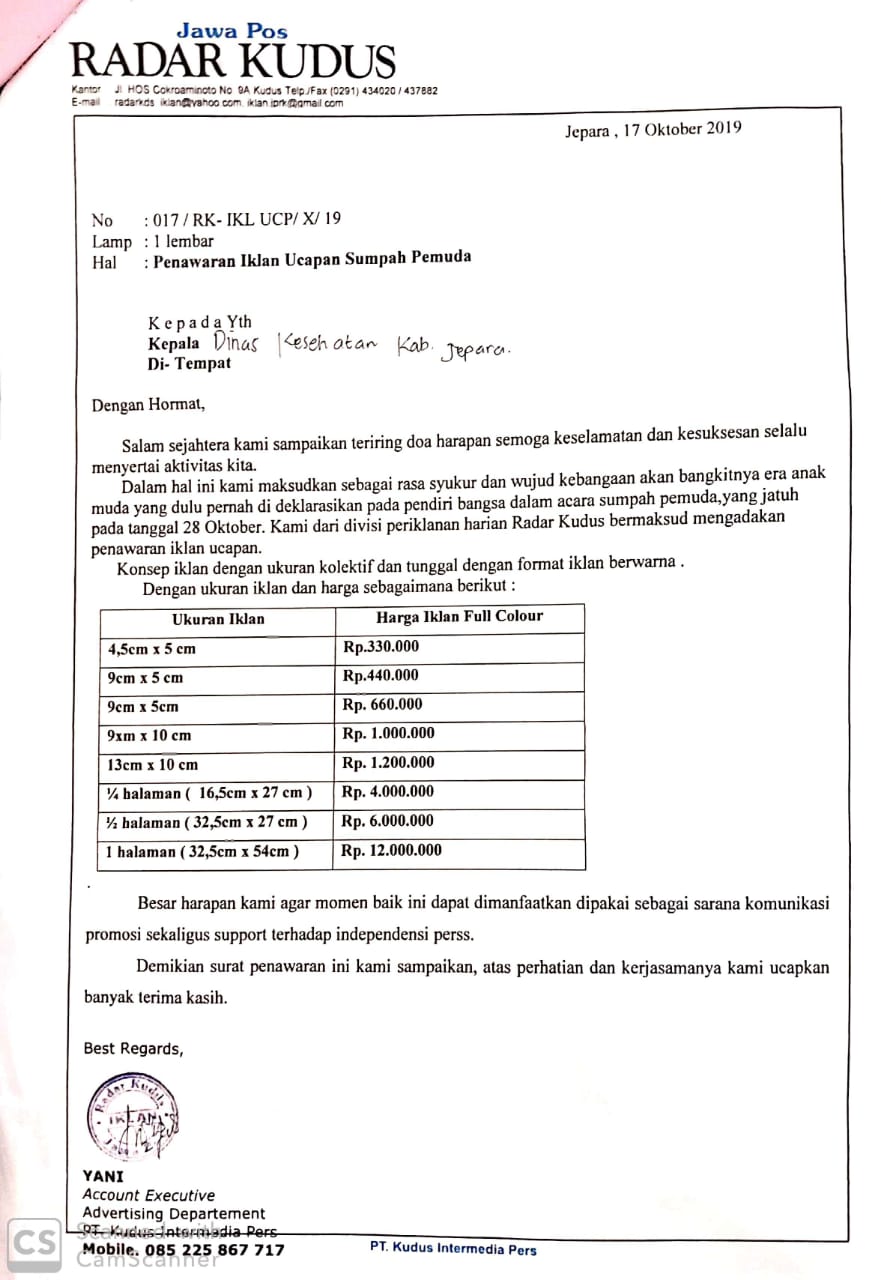 Jawa Pos
RADAR KUDUS
Kantor Jl HOS Cokroaminoto No 9A Kudus Telp./Fax (0291) 434020 / 437882
E-mail radarkds_iklan@yahoo.com, iklan.jprk@gmail.com
Jepara , 17 Oktober 2019
No : 017 / RK- IKL UCP/ X/ 19
Lamp : 1 lembar
Hal : Penawaran Iklan Ucapan Sumpah Pemuda
K e p a d a Yth
Kepala Dinas Kesehatan Kab. Jepara.
Di- Tempat
Dengan Hormat,
Salam sejahtera kami sampaikan teriring doa harapan semoga keselamatan dan kesuksesan selalu
menyertai aktivitas kita.
Dalam hal ini kami maksudkan sebagai rasa syukur dan wujud kebangaan akan bangkitnya era anak
muda yang dulu pernah di deklarasikan pada pendiri bangsa dalam acara sumpah pemuda,yang jatuh
pada tanggal 28 Oktober. Kami dari divisi periklanan harian Radar Kudus bermaksud mengadakan
penawaran iklan ucapan.
Konsep iklan dengan ukuran kolektif dan tunggal dengan format iklan berwarna .
Dengan ukuran iklan dan harga sebagaimana berikut :
Ukuran Iklan Harga Iklan Full Colour
4,5cm x 5 cm Rp.330.000
9cm x 5 cm Rp.440.000
9cm x 5cm Rp. 660.000
9xm x 10 cm Rp. 1.000.000
13cm x 10 cm Rp. 1.200.000
¼ halaman ( 16,5cm x 27 cm ) Rp. 4.000.000
½ halaman ( 32,5cm x 27 cm ) Rp. 6.000.000
1 halaman ( 32,5cm x 54cm ) Rp. 12.000.000
Besar harapan kami agar momen baik ini dapat dimanfaatkan dipakai sebagai sarana komunikasi
promosi sekaligus support terhadap independensi perss.
Demikian surat penawaran ini kami sampaikan, atas perhatian dan kerjasamanya kami ucapkan
banyak terima kasih.
Best Regards,
Radar Kudus
IKLAN
YANI
Account Executive
Advertising Departement
PT. Kudus Intermedia Pers
Mobile. 085 225 867 717
PT. Kudus Intermedia Pers
CS Scanned with
CamScanner